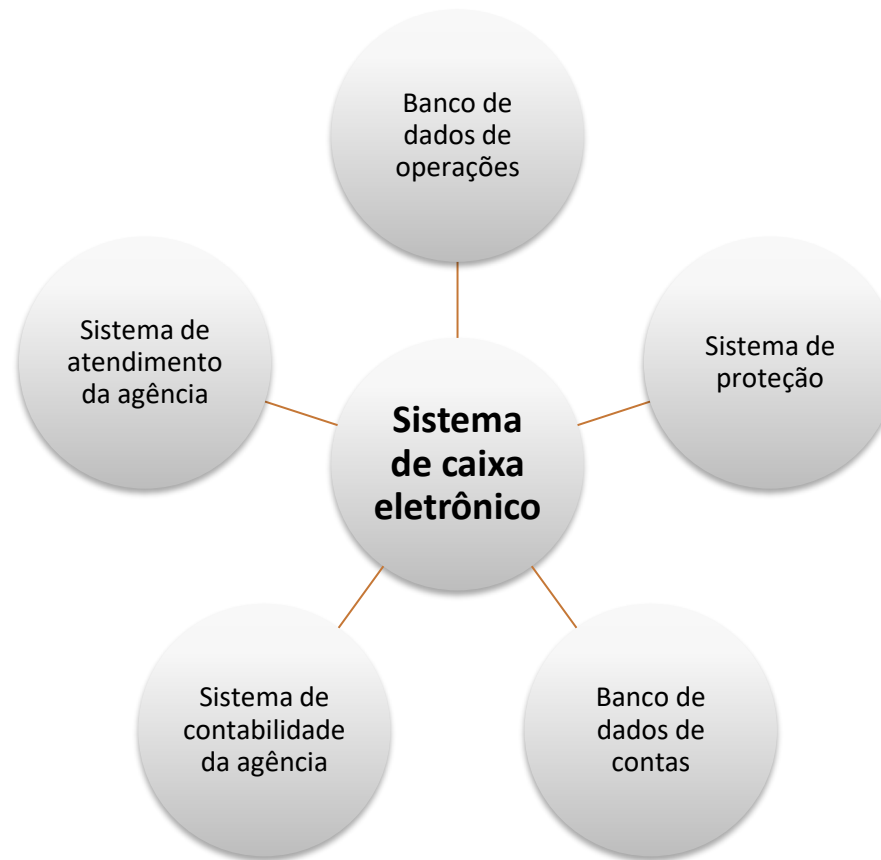 Banco de
dados de
operações
Sistema de
atendimento
da agência
Sistema de
proteção
Sistema
de caixa
eletrônico
Sistema de
contabilidade
da agência
Banco de
dados de
contas